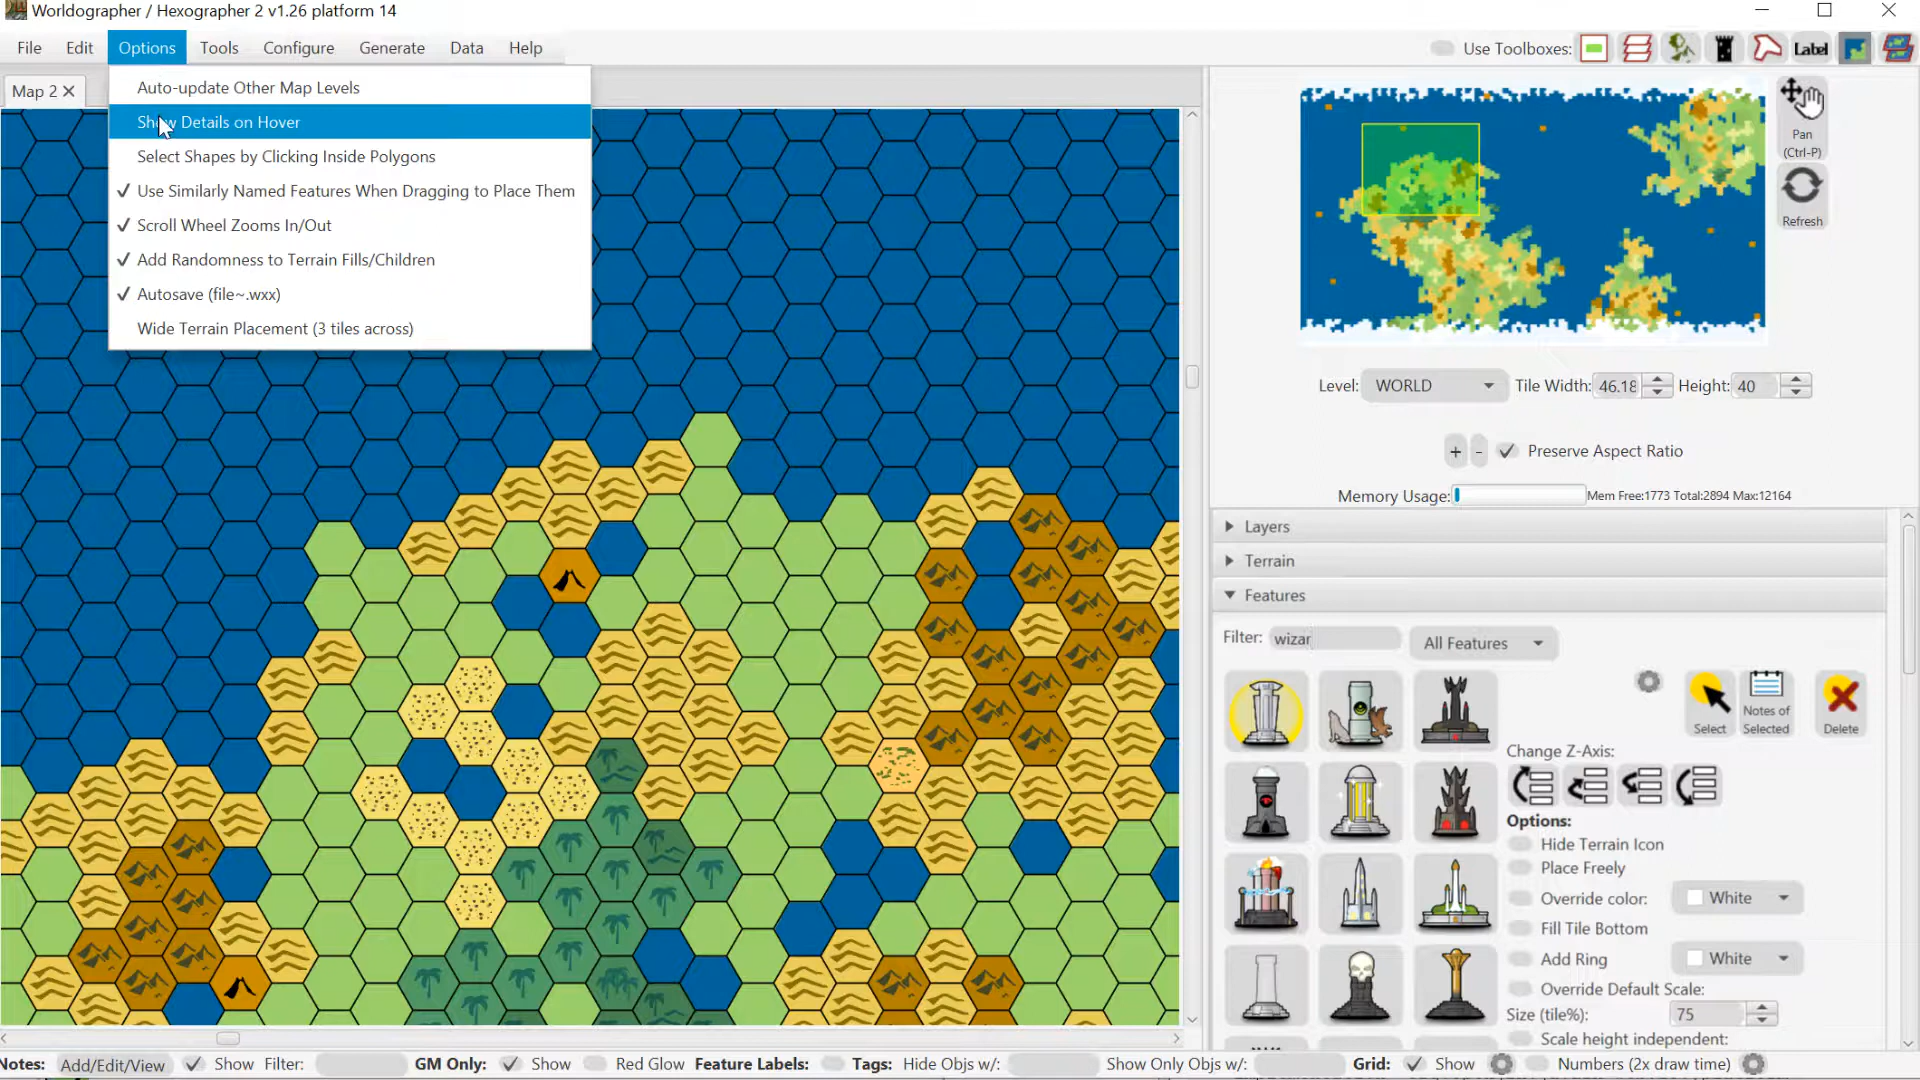 Worldographer / Hexographer 2 v1.26 platform 14
File Edit Options Tools Configure Generate Data Help
Use Toolboxes: Label
Map 2
Auto-update Other Map Levels
Show Details on Hover
Select Shapes by Clicking Inside Polygons
Use Similarly Named Features When Dragging to Place Them
Scroll Wheel Zooms In/Out
Add Randomness to Terrain Fills/Children
Autosave (file~.wxx)
Wide Terrain Placement (3 tiles across)
Pan
(Ctrl-P)
Refresh
Level: WORLD Tile Width: 46.18 Height: 40
+ - Preserve Aspect Ratio
Memory Usage: Mem Free:1773 Total:2894 Max:12164
Layers
Terrain
Features
Filter: wizar All Features
Select Notes of Selected Delete
Change Z-Axis:
Options:
Hide Terrain Icon
Place Freely
Override color: White
Fill Tile Bottom
Add Ring White
Override Default Scale:
Size (tile%): 75
Scale height independent:
Notes: Add/Edit/View Show Filter: GM Only: Show Red Glow Feature Labels: Tags: Hide Objs w/: Show Only Objs w/: Grid: Show Numbers (2x draw time)